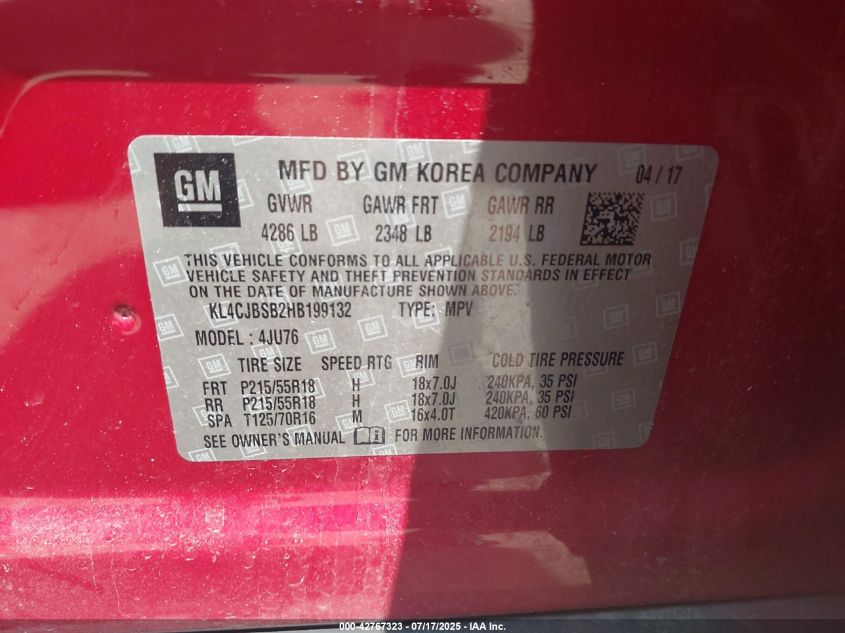 GM MFD BY GM KOREA COMPANY 04 / 17
GVWR GAWR FRT GAWR RR
4286 LB 2348 LB 2194 LB
THIS VEHICLE CONFORMS TO ALL APPLICABLE U.S. FEDERAL MOTOR
VEHICLE SAFETY AND THEFT PREVENTION STANDARDS IN EFFECT
ON THE DATE OF MANUFACTURE SHOWN ABOVE.
KL4CJBSB2HB199132 TYPE: MPV
MODEL : 4JU76
TIRE SIZE SPEED RTG RIM COLD TIRE PRESSURE
FRT P215/55R18 H 18x7.0J 240KPA, 35 PSI
RR P215/55R18 H 18x7.0J 240KPA, 35 PSI
SPA T125/70R16 M 16x4.0T 420KPA, 60 PSI
SEE OWNER'S MANUAL FOR MORE INFORMATION.
000-42767323 - 07/17/2025 - IAA Inc.